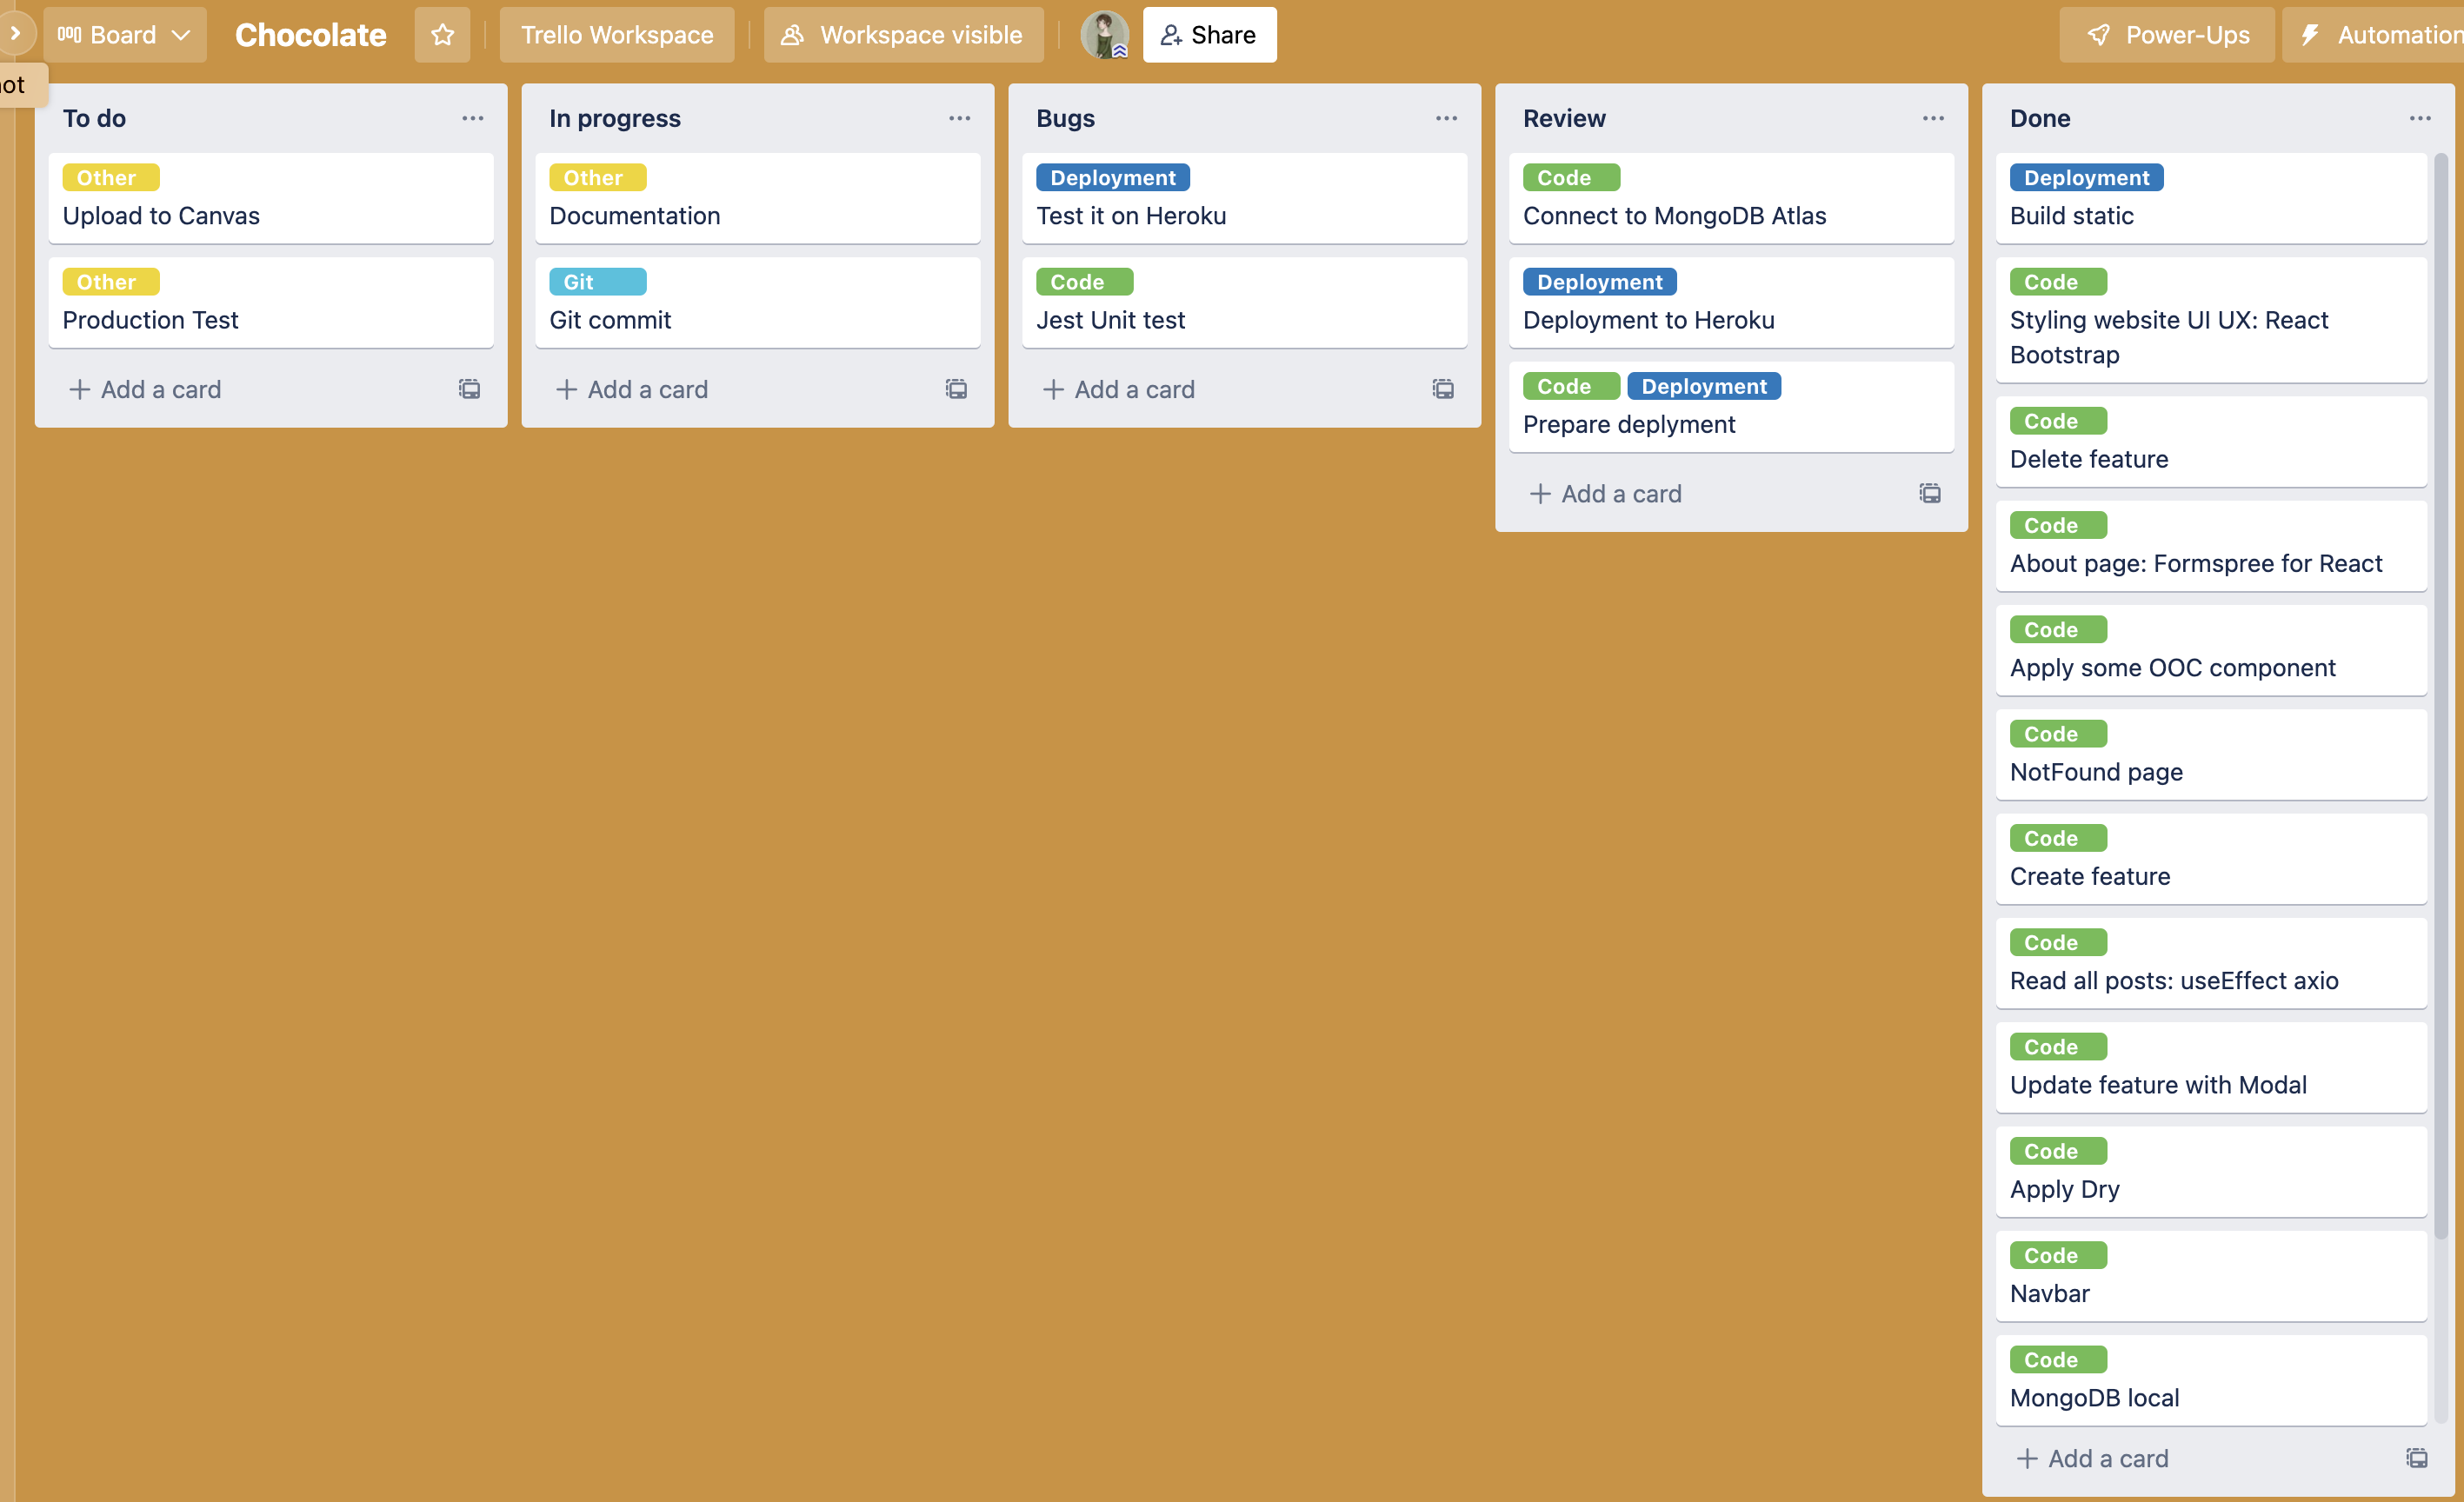 Board
Chocolate
Trello Workspace
Workspace visible
Share
Power-Ups
Automation
ot
To do
Other
Upload to Canvas
Other
Production Test
Add a card
In progress
Other
Documentation
Git
Git commit
Add a card
Bugs
Deployment
Test it on Heroku
Code
Jest Unit test
Add a card
Review
Code
Connect to MongoDB Atlas
Deployment
Deployment to Heroku
Code Deployment
Prepare deplyment
Add a card
Done
Deployment
Build static
Code
Styling website UI UX: React
Bootstrap
Code
Delete feature
Code
About page: Formspree for React
Code
Apply some OOC component
Code
NotFound page
Code
Create feature
Code
Read all posts: useEffect axio
Code
Update feature with Modal
Code
Apply Dry
Code
Navbar
Code
MongoDB local
Add a card